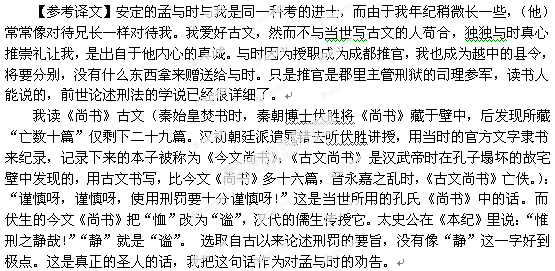 【参考译文】安定的孟与时与我是同一科考的进士，而由于我年纪稍微长一些，（他）
常常像对待兄长一样对待我。我爱好古文，然而不与当世写古文的人苟合，独独与时真心
推崇礼让我，是出自于他内心的真诚。与时因为授职成为成都推官，我也成为越中的县令，
将要分别，没有什么东西拿来赠送给与时。只是推官是郡里主管刑狱的司理参军，读书人
能说的，前世论述刑法的学说已经很详细了。
我读《尚书》古文（秦始皇焚书时，秦朝博士伏胜将《尚书》藏于壁中，后发现所藏
“亡数十篇”仅剩下二十九篇。汉初朝廷派遣晁错去听伏胜讲授，用当时的官方文字隶书
来纪录，记录下来的本子被称为《今文尚书》，《古文尚书》是汉武帝时在孔子塌坏的故宅
壁中发现的，用古文书写，比今文《尚书》多十六篇，晋永嘉之乱时，《古文尚书》亡佚。）：
“谨慎呀，谨慎呀，使用刑罚要十分谨慎呀！”这是当世所用的孔氏《尚书》中的话。而
伏生的今文《尚书》把“恤”改为“谧”，汉代的儒生传授它。太史公在《本纪》里说：“惟
刑之静哉！”“静”就是“谧”。 选取自古以来论述刑罚的要旨，没有像“静”这一字好到
极点。这是真正的圣人的话，我把这句话作为对孟与时的劝告。